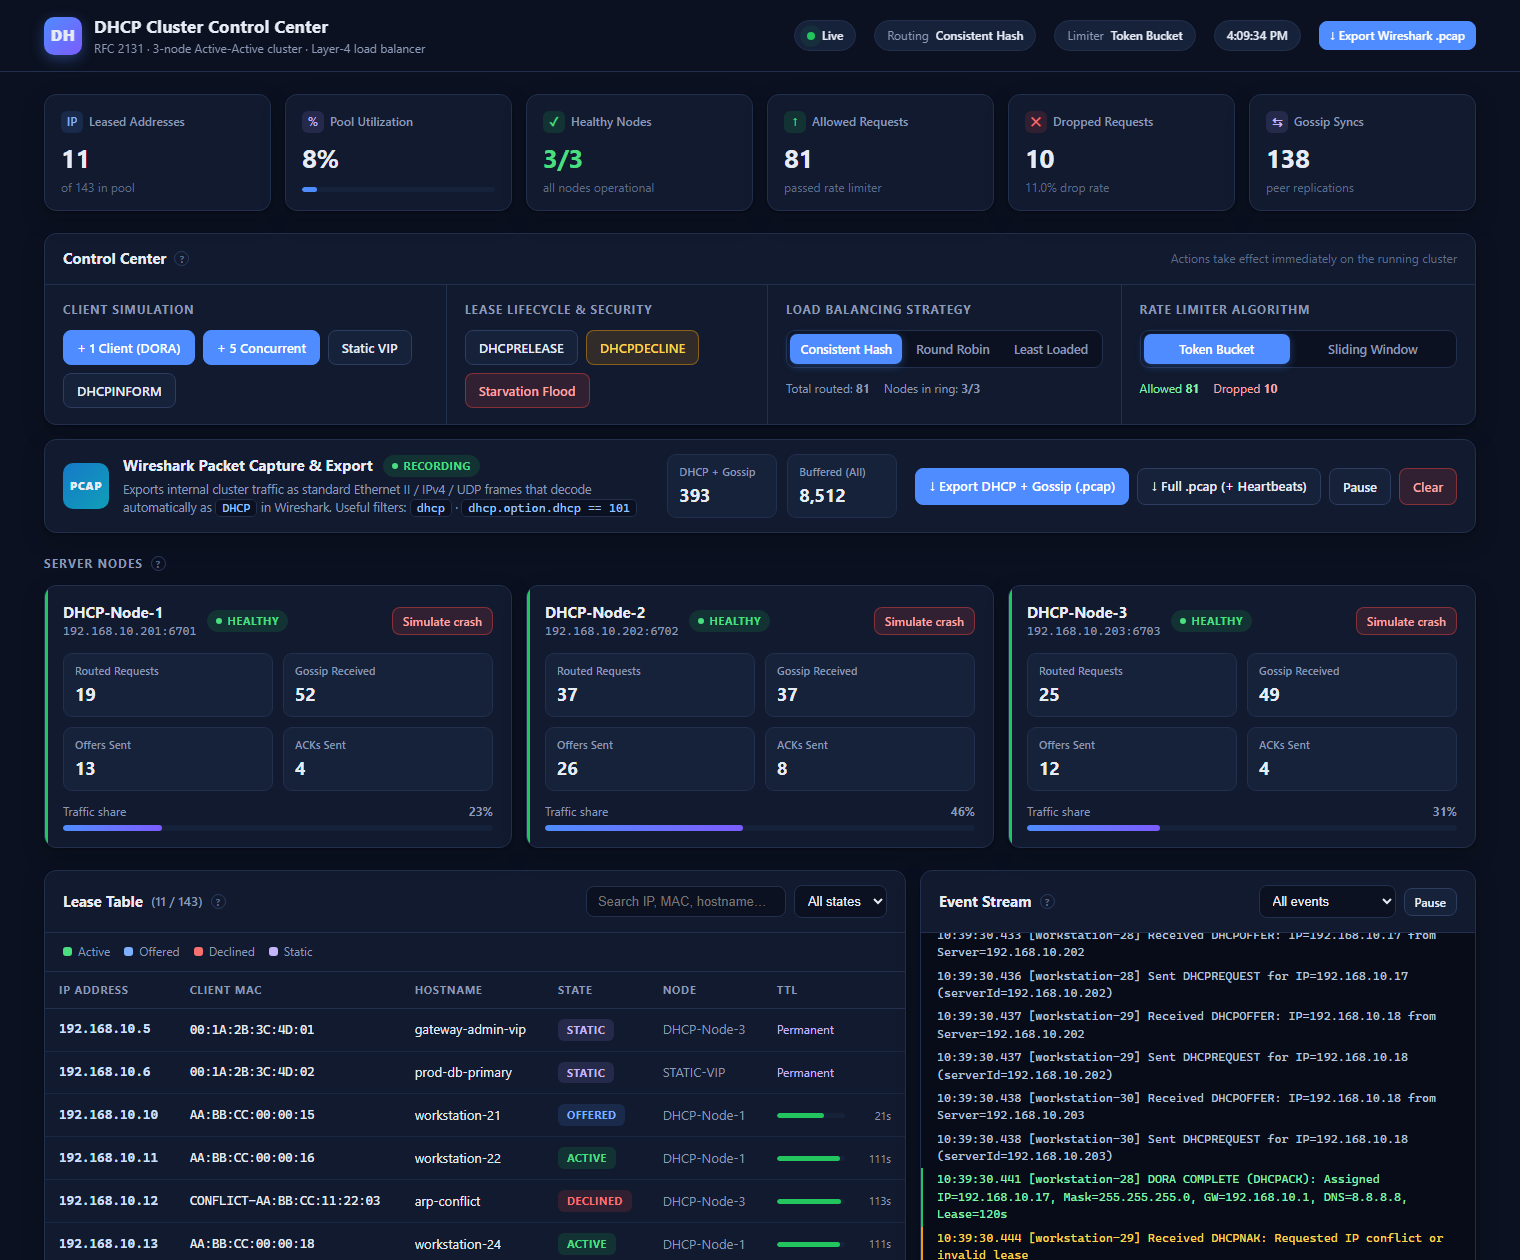 DH
DHCP Cluster Control Center
RFC 2131 · 3-node Active-Active cluster · Layer-4 load balancer
Live
Routing Consistent Hash
Limiter Token Bucket
4:09:34 PM
↓ Export Wireshark .pcap
IP Leased Addresses
11
of 143 in pool
% Pool Utilization
8%
✓ Healthy Nodes
3/3
all nodes operational
↑ Allowed Requests
81
passed rate limiter
✕ Dropped Requests
10
11.0% drop rate
⇆ Gossip Syncs
138
peer replications
Control Center ?
Actions take effect immediately on the running cluster
CLIENT SIMULATION
+ 1 Client (DORA)
+ 5 Concurrent
Static VIP
DHCPINFORM
LEASE LIFECYCLE & SECURITY
DHCPRELEASE
DHCPDECLINE
Starvation Flood
LOAD BALANCING STRATEGY
Consistent Hash
Round Robin
Least Loaded
Total routed: 81 Nodes in ring: 3/3
RATE LIMITER ALGORITHM
Token Bucket
Sliding Window
Allowed 81 Dropped 10
PCAP
Wireshark Packet Capture & Export
RECORDING
Exports internal cluster traffic as standard Ethernet II / IPv4 / UDP frames that decode
automatically as DHCP in Wireshark. Useful filters: dhcp · dhcp.option.dhcp == 101
DHCP + Gossip
393
Buffered (All)
8,512
↓ Export DHCP + Gossip (.pcap)
↓ Full .pcap (+ Heartbeats)
Pause
Clear
SERVER NODES ?
DHCP-Node-1
192.168.10.201:6701
HEALTHY
Simulate crash
Routed Requests
19
Gossip Received
52
Offers Sent
13
ACKs Sent
4
Traffic share
23%
DHCP-Node-2
192.168.10.202:6702
HEALTHY
Simulate crash
Routed Requests
37
Gossip Received
37
Offers Sent
26
ACKs Sent
8
Traffic share
46%
DHCP-Node-3
192.168.10.203:6703
HEALTHY
Simulate crash
Routed Requests
25
Gossip Received
49
Offers Sent
12
ACKs Sent
4
Traffic share
31%
Lease Table (11 / 143) ?
Search IP, MAC, hostname…
All states
Active Offered Declined Static
IP ADDRESS CLIENT MAC HOSTNAME STATE NODE TTL
192.168.10.5 00:1A:2B:3C:4D:01 gateway-admin-vip STATIC DHCP-Node-3 Permanent
192.168.10.6 00:1A:2B:3C:4D:02 prod-db-primary STATIC STATIC-VIP Permanent
192.168.10.10 AA:BB:CC:00:00:15 workstation-21 OFFERED DHCP-Node-1 21s
192.168.10.11 AA:BB:CC:00:00:16 workstation-22 ACTIVE DHCP-Node-1 111s
192.168.10.12 CONFLICT-AA:BB:CC:11:22:03 arp-conflict DECLINED DHCP-Node-3 113s
192.168.10.13 AA:BB:CC:00:00:18 workstation-24 ACTIVE DHCP-Node-1 111s
Event Stream ?
All events
Pause
10:39:30.433 [workstation-28] Received DHCPOFFER: IP=192.168.10.17 from
Server=192.168.10.202
10:39:30.436 [workstation-28] Sent DHCPREQUEST for IP=192.168.10.17
(serverId=192.168.10.202)
10:39:30.437 [workstation-29] Received DHCPOFFER: IP=192.168.10.18 from
Server=192.168.10.202
10:39:30.437 [workstation-29] Sent DHCPREQUEST for IP=192.168.10.18
(serverId=192.168.10.202)
10:39:30.438 [workstation-30] Received DHCPOFFER: IP=192.168.10.18 from
Server=192.168.10.203
10:39:30.438 [workstation-30] Sent DHCPREQUEST for IP=192.168.10.18
(serverId=192.168.10.203)
10:39:30.441 [workstation-28] DORA COMPLETE (DHCPACK): Assigned
IP=192.168.10.17, Mask=255.255.255.0, GW=192.168.10.1, DNS=8.8.8.8,
Lease=120s
10:39:30.444 [workstation-29] Received DHCPNAK: Requested IP conflict or
invalid lease